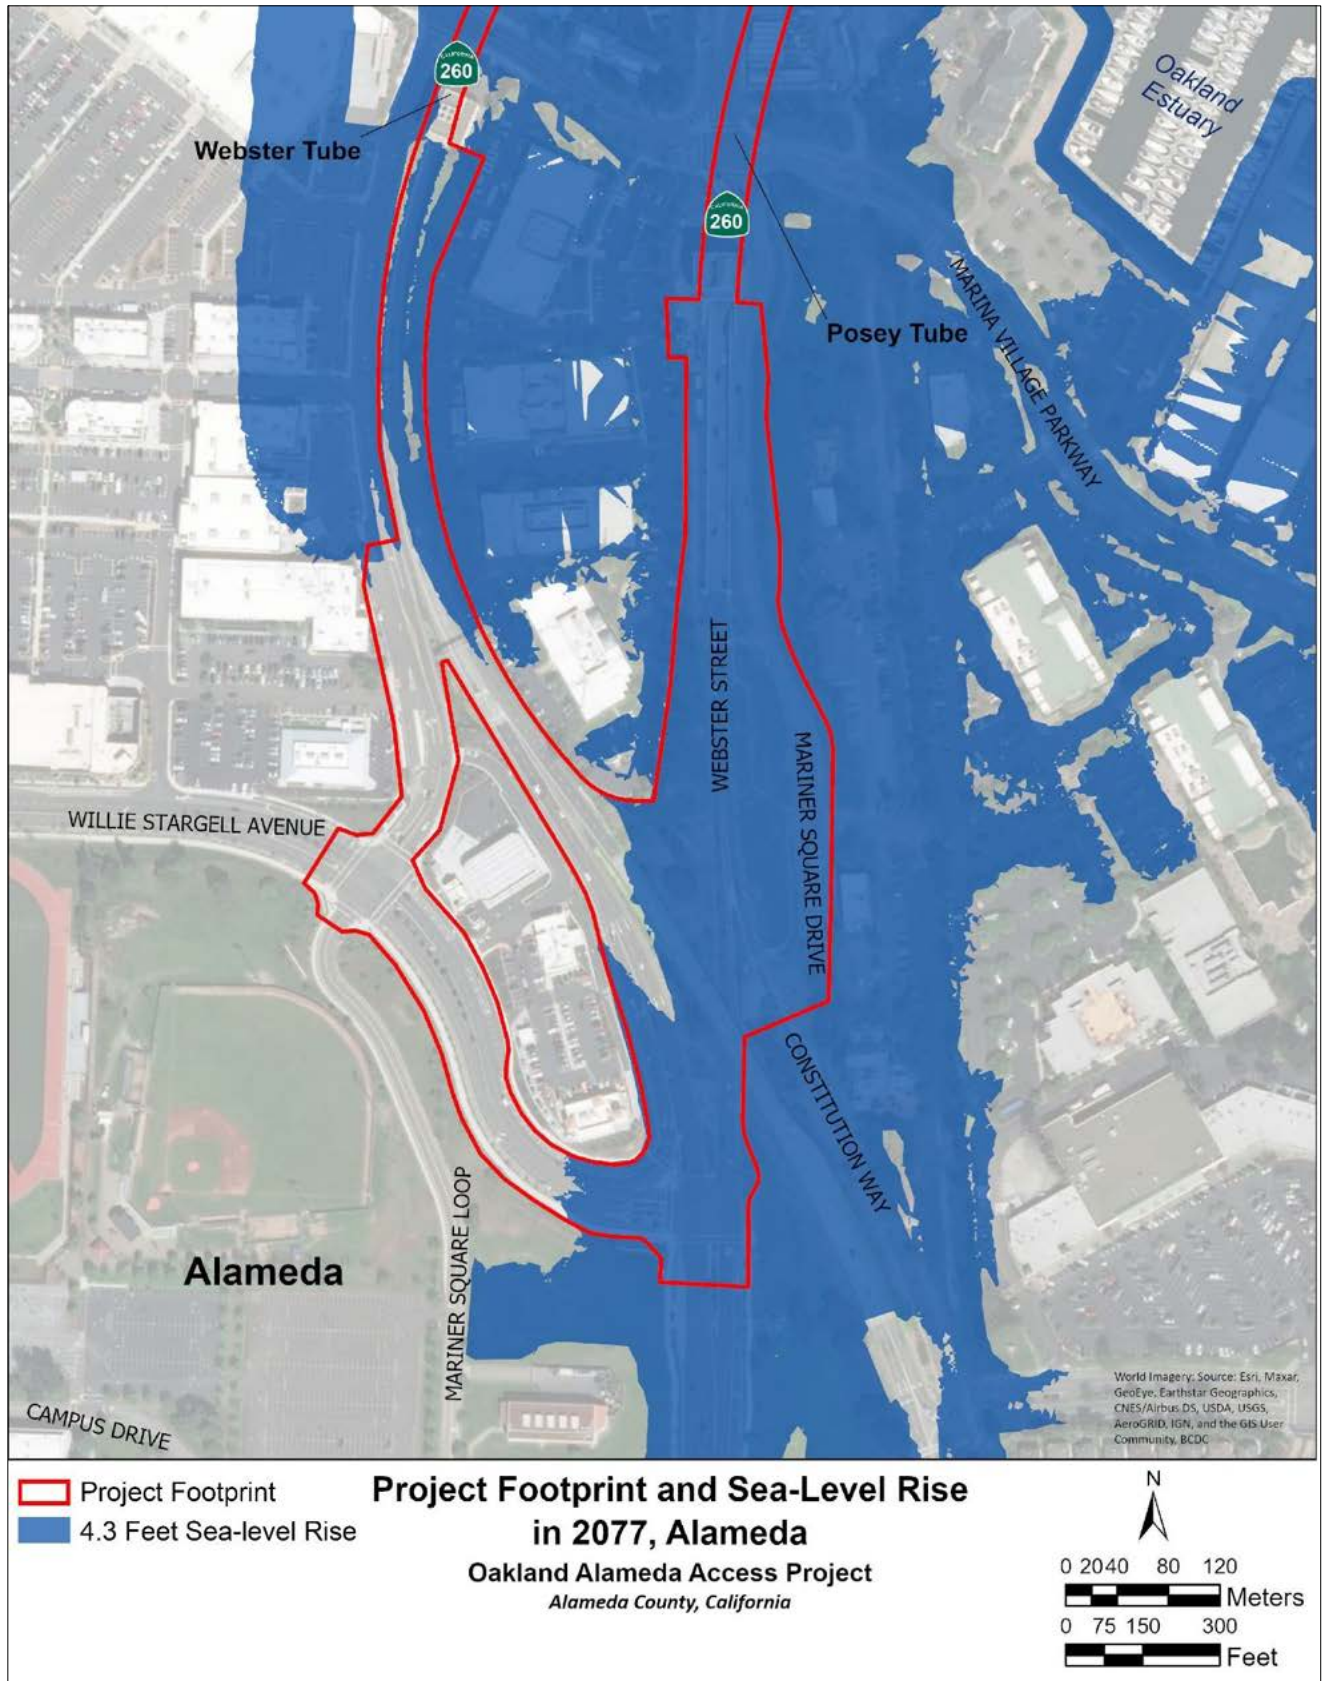 260
Webster Tube
Oakland
Estuary
260
Posey Tube
MARINA VILLAGE PARKWAY
WEBSTER STREET
MARINER SQUARE DRIVE
WILLIE STARGELL AVENUE
CONSTITUTION WAY
MARINER SQUARE LOOP
Alameda
CAMPUS DRIVE
World Imagery: Source: Esri, Maxar,
GeoEye, Earthstar Geographics,
CNES/Airbus DS, USDA, USGS,
AeroGRID, IGN, and the GIS User
Community, BCDC
Project Footprint
4.3 Feet Sea-level Rise
Project Footprint and Sea-Level Rise
in 2077, Alameda
Oakland Alameda Access Project
Alameda County, California
N
0 20 40 80 120
Meters
0 75 150 300
Feet